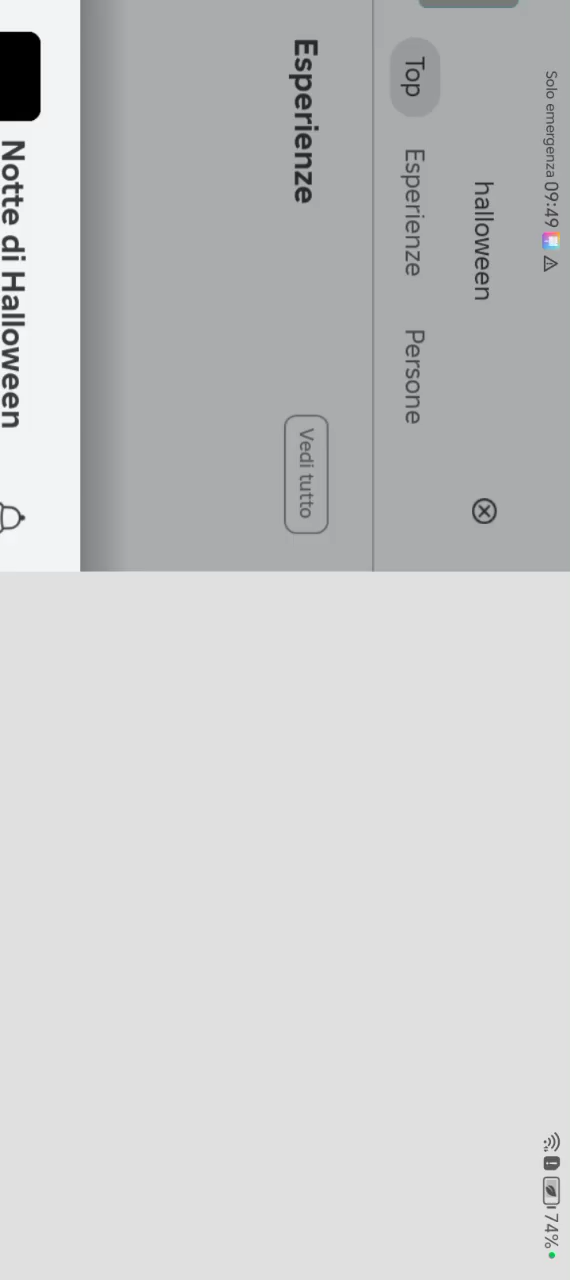 Solo emergenza 09:49
74%
halloween
Top Esperienze Persone
Esperienze
Vedi tutto
Notte di Halloween